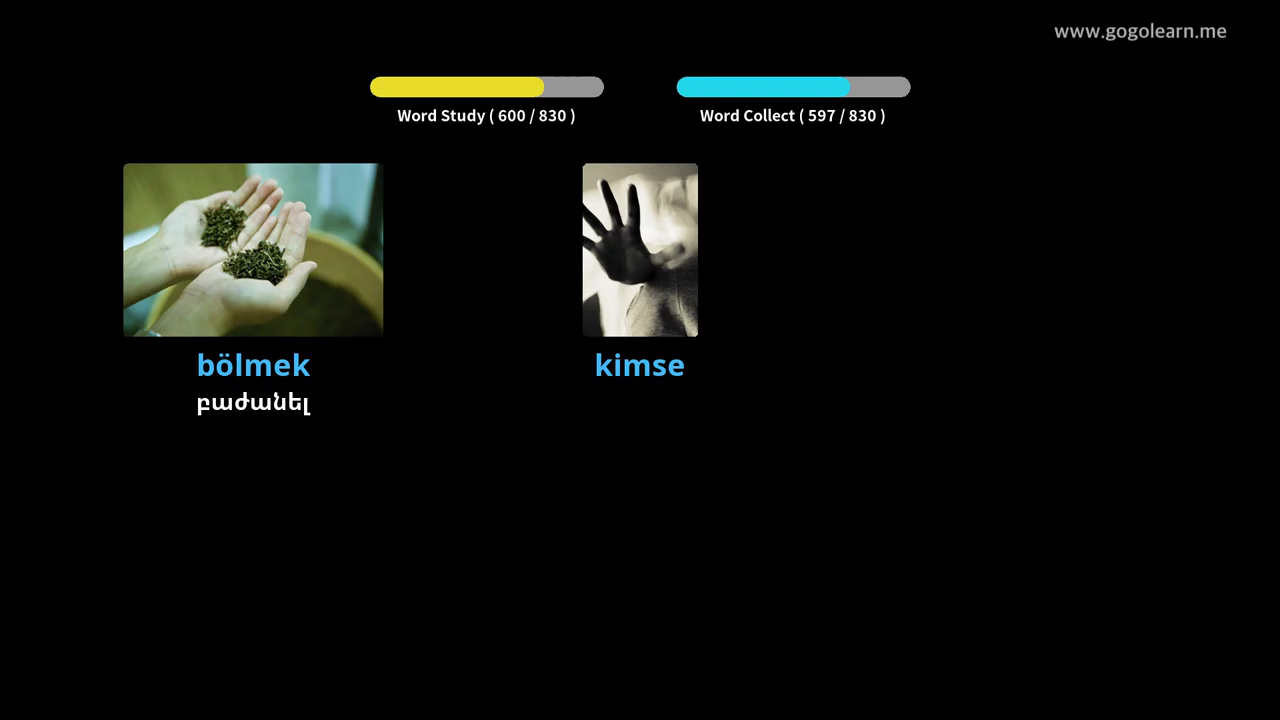 www.gogolearn.me
Word Study ( 600 / 830 )
Word Collect ( 597 / 830 )
bölmek
kimse
բաժանել